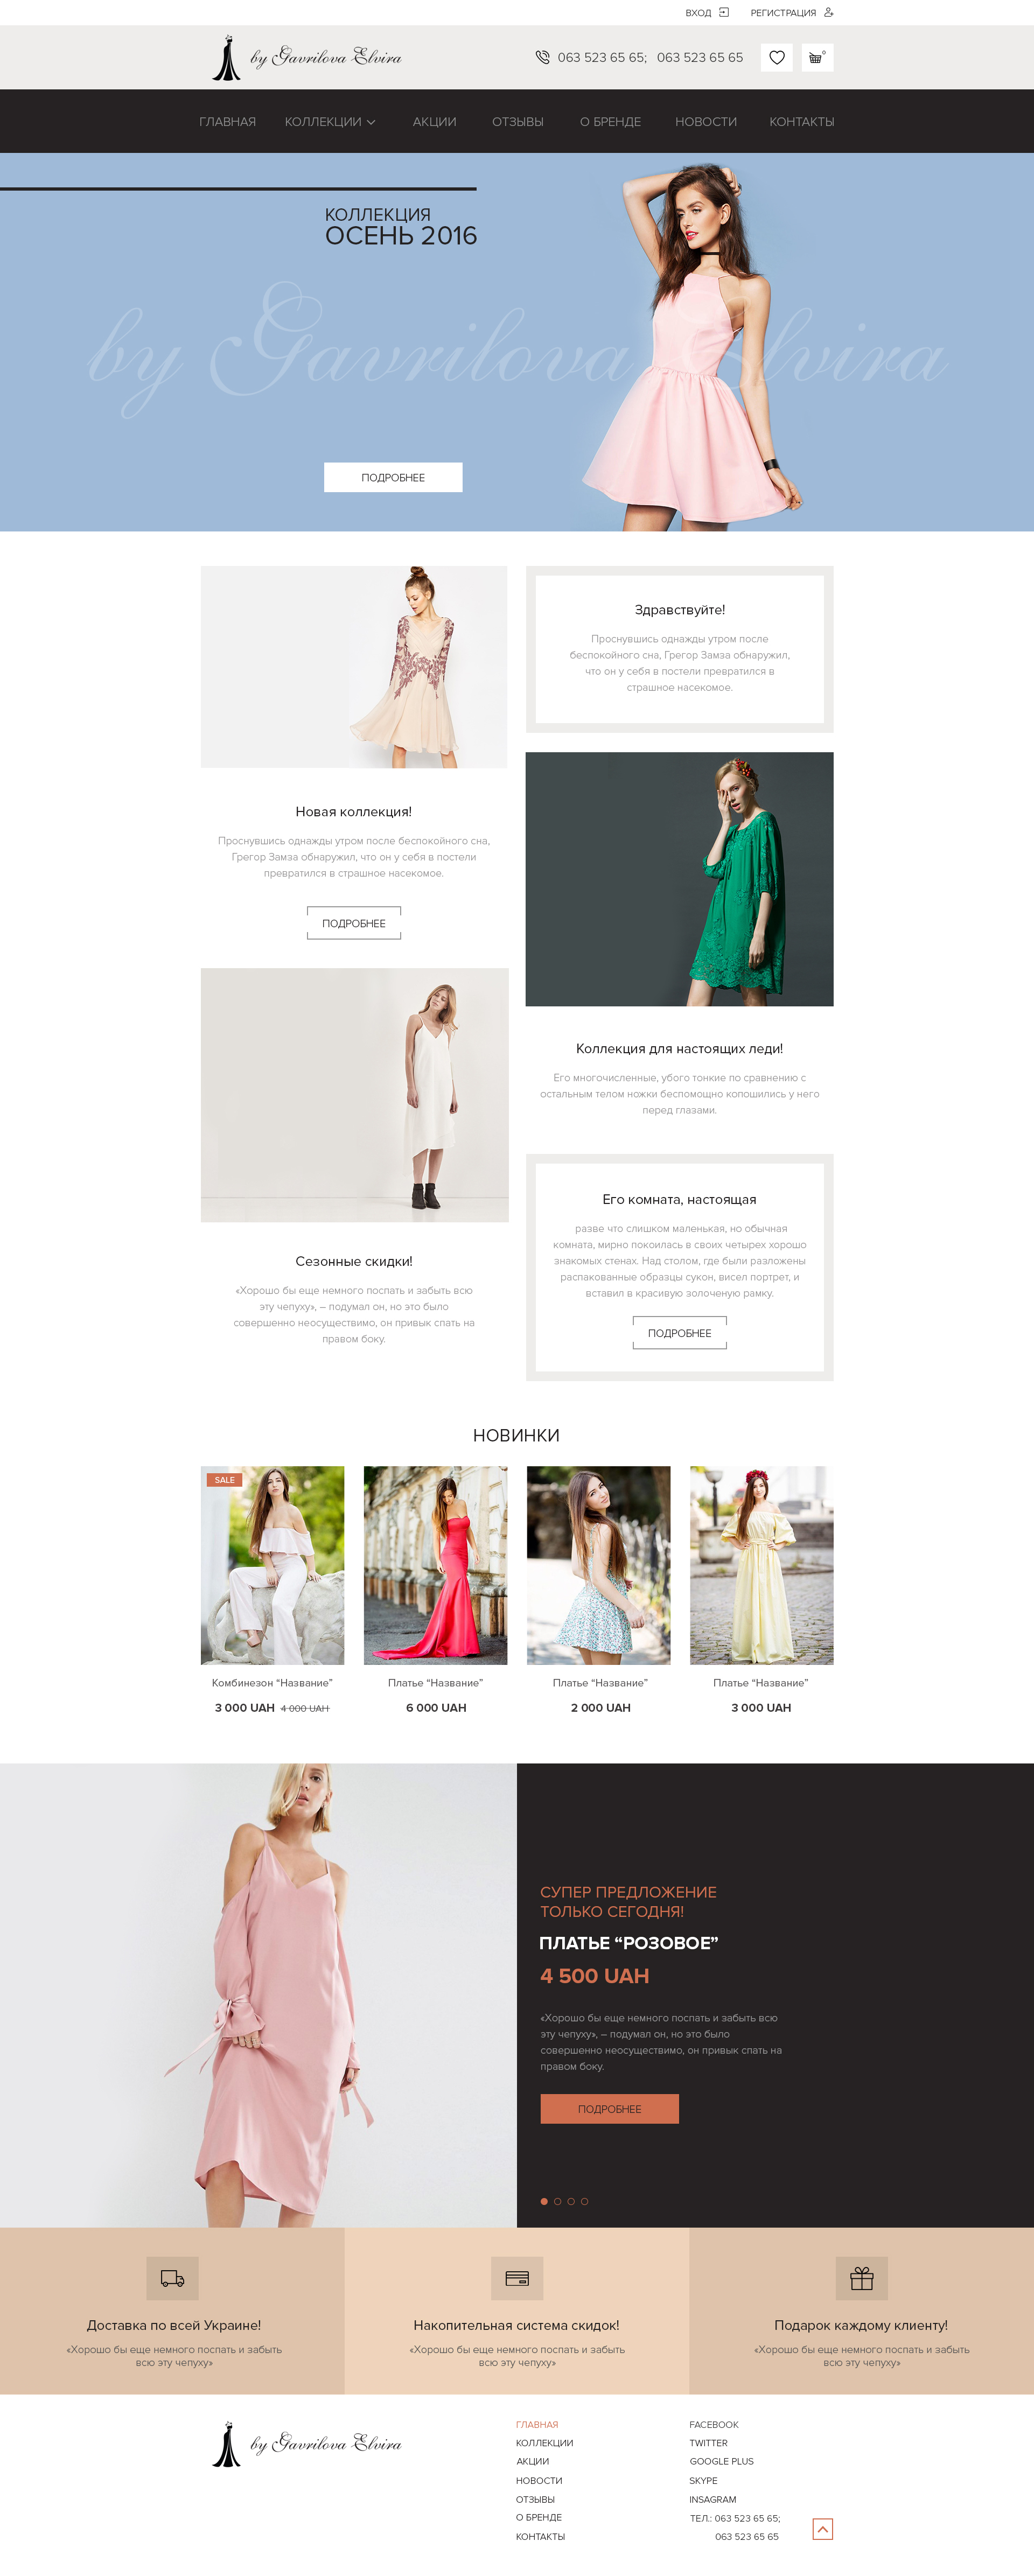 ВХОД
РЕГИСТРАЦИЯ
by Gavrilova Elvira
063 523 65 65; 063 523 65 65
0
ГЛАВНАЯ
КОЛЛЕКЦИИ
АКЦИИ
ОТЗЫВЫ
О БРЕНДЕ
НОВОСТИ
КОНТАКТЫ
КОЛЛЕКЦИЯ
ОСЕНЬ 2016
by Gavrilova Elvira
ПОДРОБНЕЕ
Здравствуйте!
Проснувшись однажды утром после
беспокойного сна, Грегор Замза обнаружил,
что он у себя в постели превратился в
страшное насекомое.
Новая коллекция!
Проснувшись однажды утром после беспокойного сна,
Грегор Замза обнаружил, что он у себя в постели
превратился в страшное насекомое.
ПОДРОБНЕЕ
Коллекция для настоящих леди!
Его многочисленные, убого тонкие по сравнению с
остальным телом ножки беспомощно копошились у него
перед глазами.
Сезонные скидки!
«Хорошо бы еще немного поспать и забыть всю
эту чепуху», – подумал он, но это было
совершенно неосуществимо, он привык спать на
правом боку.
Его комната, настоящая
разве что слишком маленькая, но обычная
комната, мирно покоилась в своих четырех хорошо
знакомых стенах. Над столом, где были разложены
распакованные образцы сукон, висел портрет, и
вставил в красивую золоченую рамку.
ПОДРОБНЕЕ
НОВИНКИ
SALE
Комбинезон “Название”
3 000 UAH 4 000 UAH
Платье “Название”
6 000 UAH
Платье “Название”
2 000 UAH
Платье “Название”
3 000 UAH
СУПЕР ПРЕДЛОЖЕНИЕ
ТОЛЬКО СЕГОДНЯ!
ПЛАТЬЕ “РОЗОВОЕ”
4 500 UAH
«Хорошо бы еще немного поспать и забыть всю
эту чепуху», – подумал он, но это было
совершенно неосуществимо, он привык спать на
правом боку.
ПОДРОБНЕЕ
Доставка по всей Украине!
«Хорошо бы еще немного поспать и забыть
всю эту чепуху»
Накопительная система скидок!
«Хорошо бы еще немного поспать и забыть
всю эту чепуху»
Подарок каждому клиенту!
«Хорошо бы еще немного поспать и забыть
всю эту чепуху»
by Gavrilova Elvira
ГЛАВНАЯ
КОЛЛЕКЦИИ
АКЦИИ
НОВОСТИ
ОТЗЫВЫ
О БРЕНДЕ
КОНТАКТЫ
FACEBOOK
TWITTER
GOOGLE PLUS
SKYPE
INSAGRAM
ТЕЛ.: 063 523 65 65;
063 523 65 65